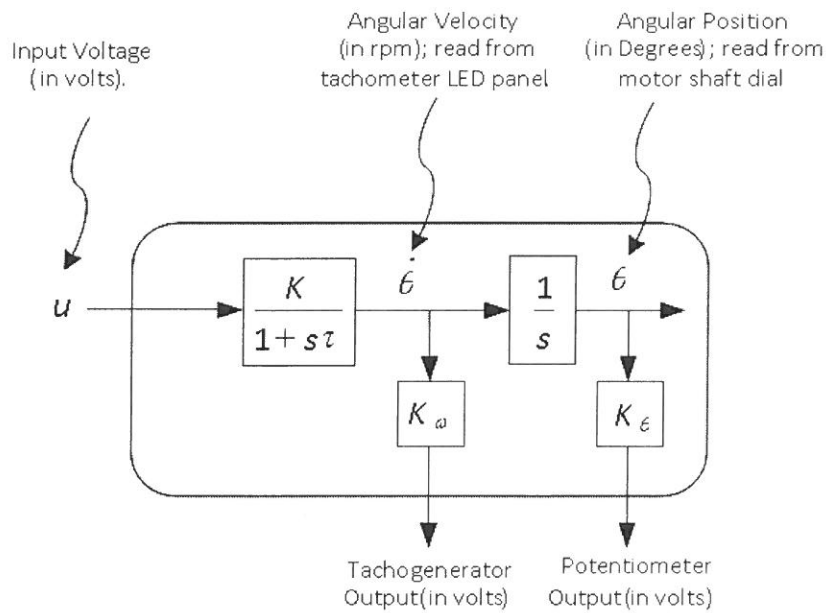 Input Voltage
(in volts).
Angular Velocity
(in rpm); read from
tachometer LED panel
Angular Position
(in Degrees); read from
motor shaft dial
u
K
1 + sτ
θ̇
1
s
θ
K ω
K θ
Tachogenerator
Output(in volts)
Potentiometer
Output(in volts)